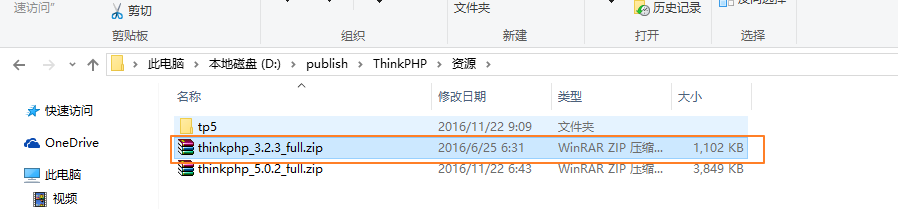 速访问
剪切
剪贴板
组织
文件夹
新建
历史记录
打开
反向选择
选择
此电脑 本地磁盘 (D:) publish ThinkPHP 资源
快速访问
OneDrive
此电脑
视频
名称 修改日期 类型 大小
tp5 2016/11/22 9:09 文件夹
thinkphp_3.2.3_full.zip 2016/6/25 6:31 WinRAR ZIP 压缩... 1,102 KB
thinkphp_5.0.2_full.zip 2016/11/22 6:43 WinRAR ZIP 压缩... 3,849 KB